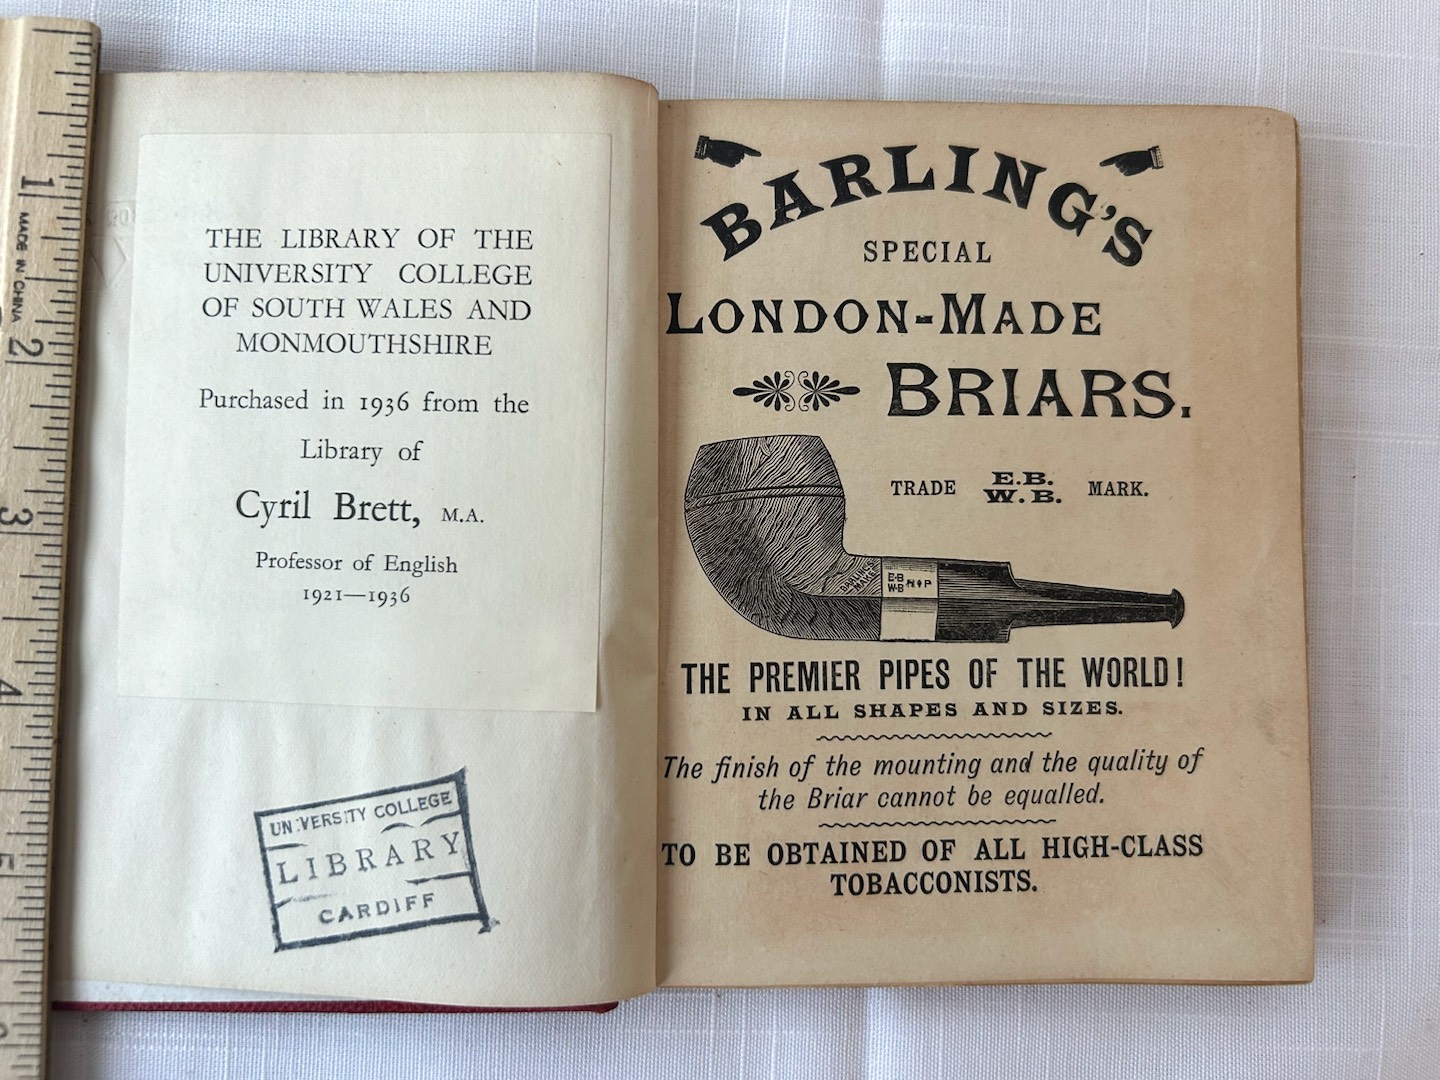 1
MADE IN CHINA
2
3
4
5
THE LIBRARY OF THE
UNIVERSITY COLLEGE
OF SOUTH WALES AND
MONMOUTHSHIRE
Purchased in 1936 from the
Library of
Cyril Brett, M.A.
Professor of English
1921—1936
UNIVERSITY COLLEGE
LIBRARY
CARDIFF
BARLING'S
SPECIAL
LONDON-MADE
BRIARS.
TRADE E.B. W.B. MARK.
BARLING'S
MAKE
E·B
W·B
THE PREMIER PIPES OF THE WORLD!
IN ALL SHAPES AND SIZES.
The finish of the mounting and the quality of
the Briar cannot be equalled.
TO BE OBTAINED OF ALL HIGH-CLASS
TOBACCONISTS.